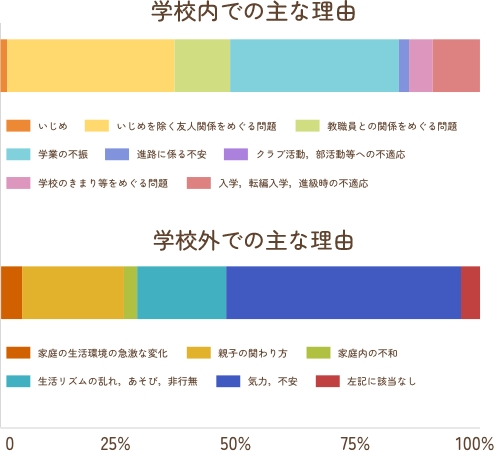 学校内での主な理由
いじめ いじめを除く友人関係をめぐる問題 教職員との関係をめぐる問題
学業の不振 進路に係る不安 クラブ活動，部活動等への不適応
学校のきまり等をめぐる問題 入学，転編入学，進級時の不適応
学校外での主な理由
家庭の生活環境の急激な変化 親子の関わり方 家庭内の不和
生活リズムの乱れ，あそび，非行無 気力，不安 左記に該当なし
0 25% 50% 75% 100%